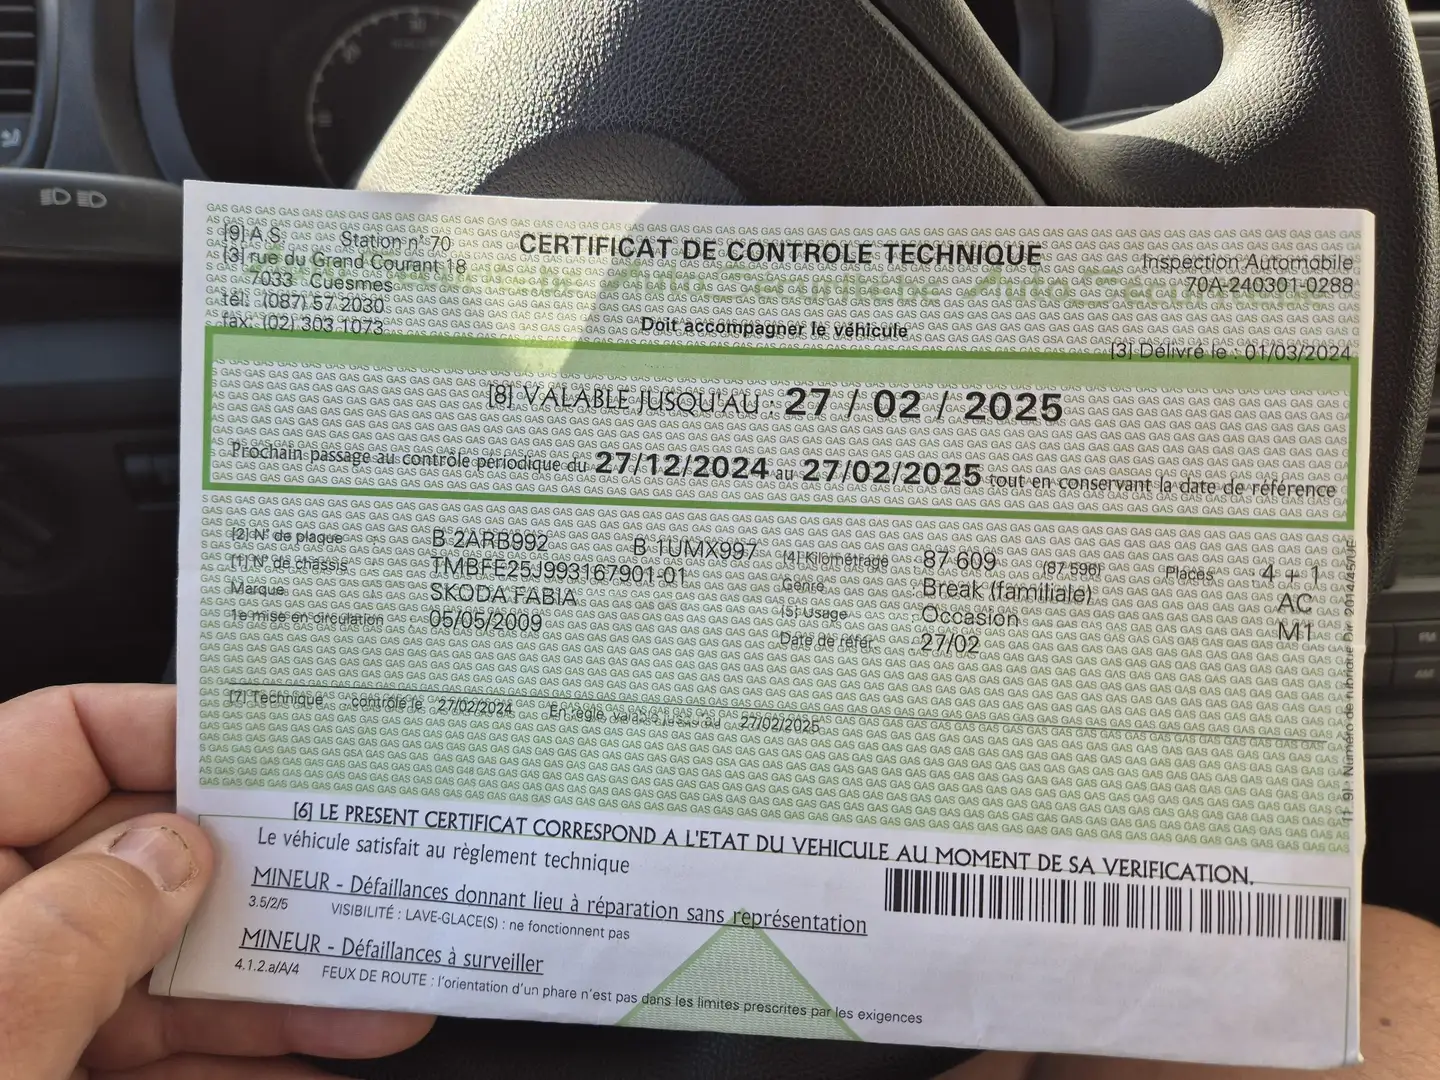 [9] A.S. Station n° 70
[3] rue du Grand Courant 18
7033 Cuesmes
tél: (087) 57 2030
fax: (02) 303 1073
CERTIFICAT DE CONTROLE TECHNIQUE
Doit accompagner le véhicule
Inspection Automobile
70A-240301-0288
[3] Délivré le : 01/03/2024
[8] VALABLE JUSQU'AU : 27 / 02 / 2025
Prochain passage au contrôle périodique du 27/12/2024 au 27/02/2025 tout en conservant la date de référence
[2] N° de plaque : B 2ARB992 B 1UMX997 [4] Kilométrage 87 609 (87 596) Places : 4 + 1
[1] N° de chassis TMBFE25J993167901-01 Genre : Break (familiale) AC
Marque : SKODA FABIA [5] Usage : Occasion M1
1e mise en circulation : 05/05/2009 Date de référ. : 27/02
[7] Technique contrôlé le 27/02/2024 En règle, valable jusqu'au 27/02/2025
[6] LE PRESENT CERTIFICAT CORRESPOND A L'ETAT DU VEHICULE AU MOMENT DE SA VERIFICATION.
Le véhicule satisfait au règlement technique
MINEUR - Défaillances donnant lieu à réparation sans représentation
3.5/2/5 VISIBILITÉ : LAVE-GLACE(S) : ne fonctionnent pas
MINEUR - Défaillances à surveiller
4.1.2.a/A/4 FEUX DE ROUTE : l'orientation d'un phare n'est pas dans les limites prescrites par les exigences